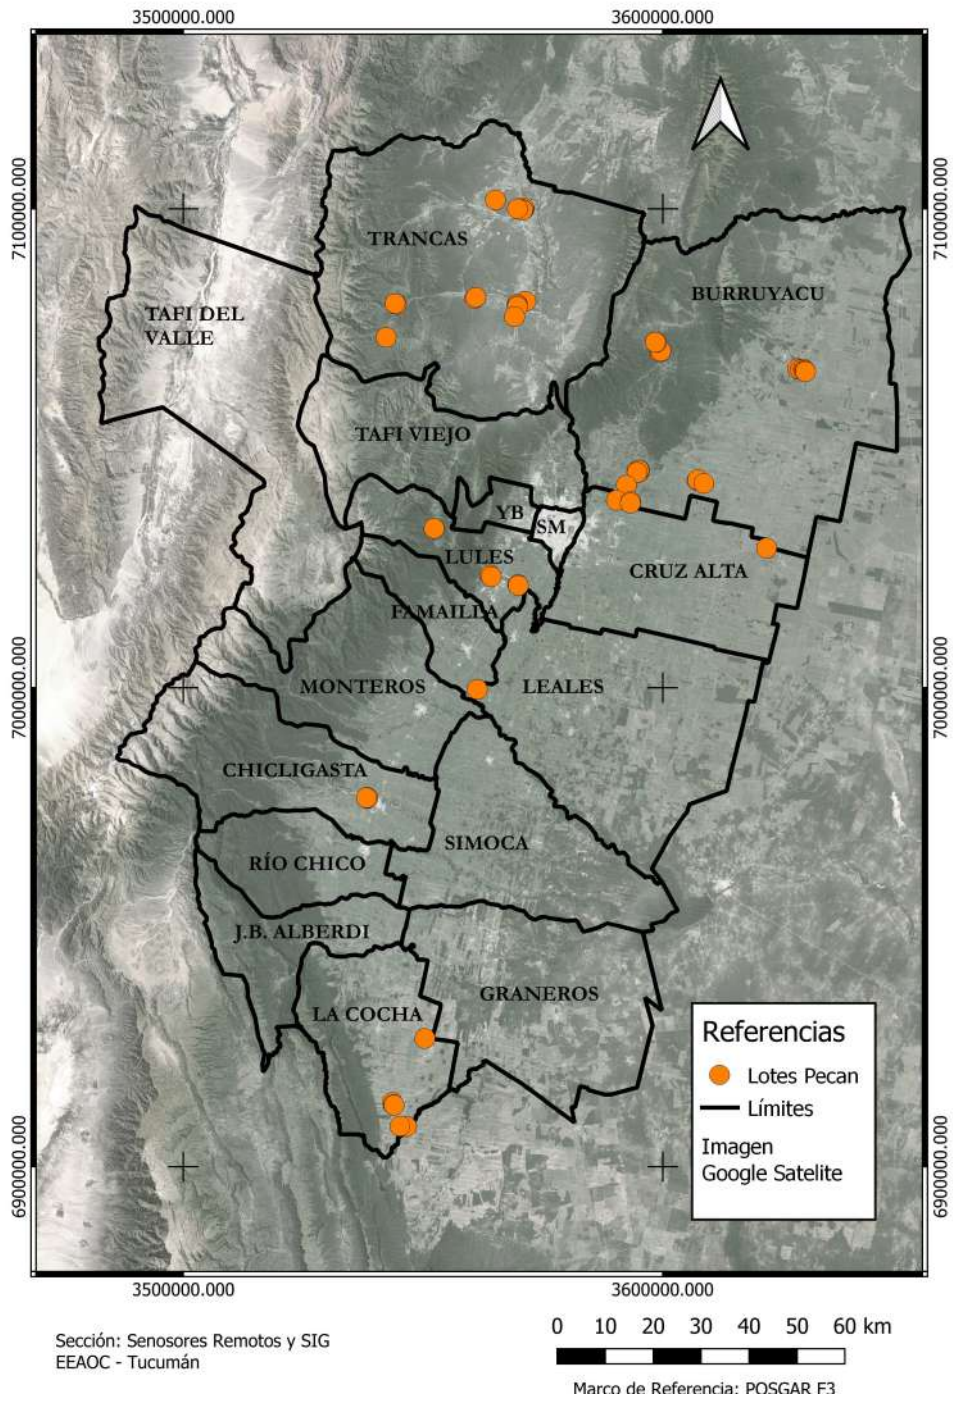 3500000.000
3600000.000
7100000.000
7100000.000
TRANCAS
BURRUYACU
TAFI DEL
VALLE
TAFI VIEJO
YB
SM
LULES
CRUZ ALTA
FAMAILLA
MONTEROS
LEALES
7000000.000
7000000.000
CHICLIGASTA
SIMOCA
RÍO CHICO
J.B. ALBERDI
GRANEROS
LA COCHA
Referencias
Lotes Pecan
Límites
Imagen
Google Satelite
6900000.000
6900000.000
3500000.000
3600000.000
Sección: Senosores Remotos y SIG
EEAOC - Tucumán
0 10 20 30 40 50 60 km
Marco de Referencia: POSGAR F3